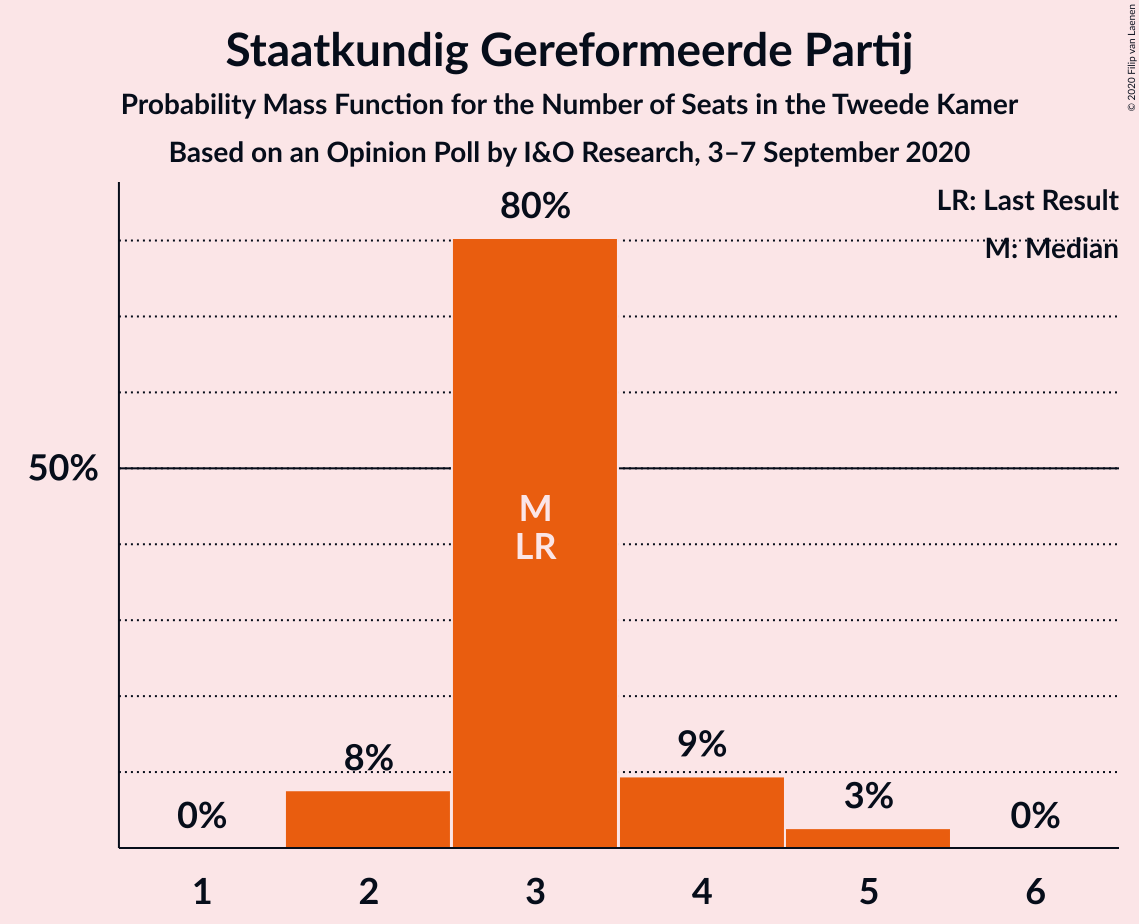 Staatkundig Gereformeerde Partij
Probability Mass Function for the Number of Seats in the Tweede Kamer
Based on an Opinion Poll by I&O Research, 3–7 September 2020
© 2020 Filip van Laenen
LR: Last Result
M: Median
80%
50%
M
LR
0%
8%
9%
3%
0%
1
2
3
4
5
6